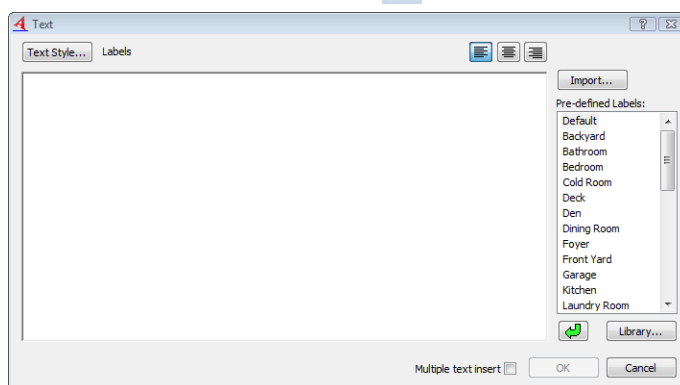 Text
Text Style...
Labels
Import...
Pre-defined Labels:
Default
Backyard
Bathroom
Bedroom
Cold Room
Deck
Den
Dining Room
Foyer
Front Yard
Garage
Kitchen
Laundry Room
Library...
Multiple text insert
OK
Cancel